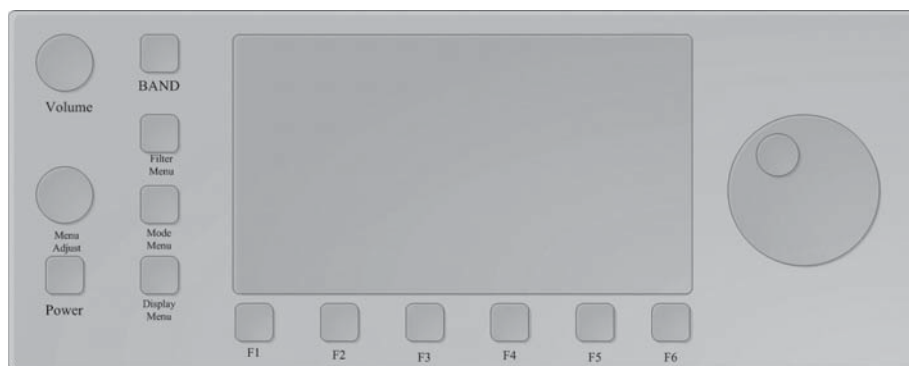 Volume
BAND
Filter
Menu
Menu
Adjust
Mode
Menu
Power
Display
Menu
F1 F2 F3 F4 F5 F6